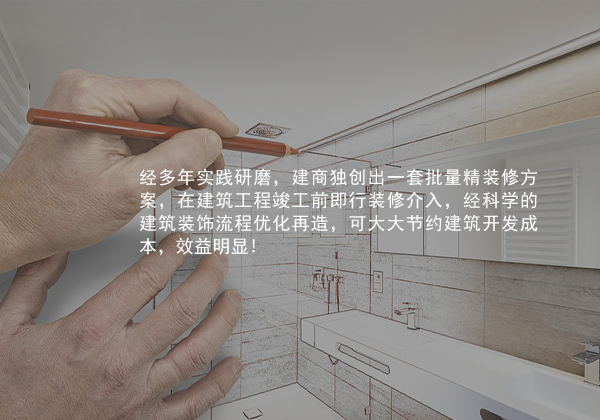 经多年实践研磨，建商独创出一套批量精装修方
案，在建筑工程竣工前即行装修介入，经科学的
建筑装饰流程优化再造，可大大节约建筑开发成
本，效益明显！